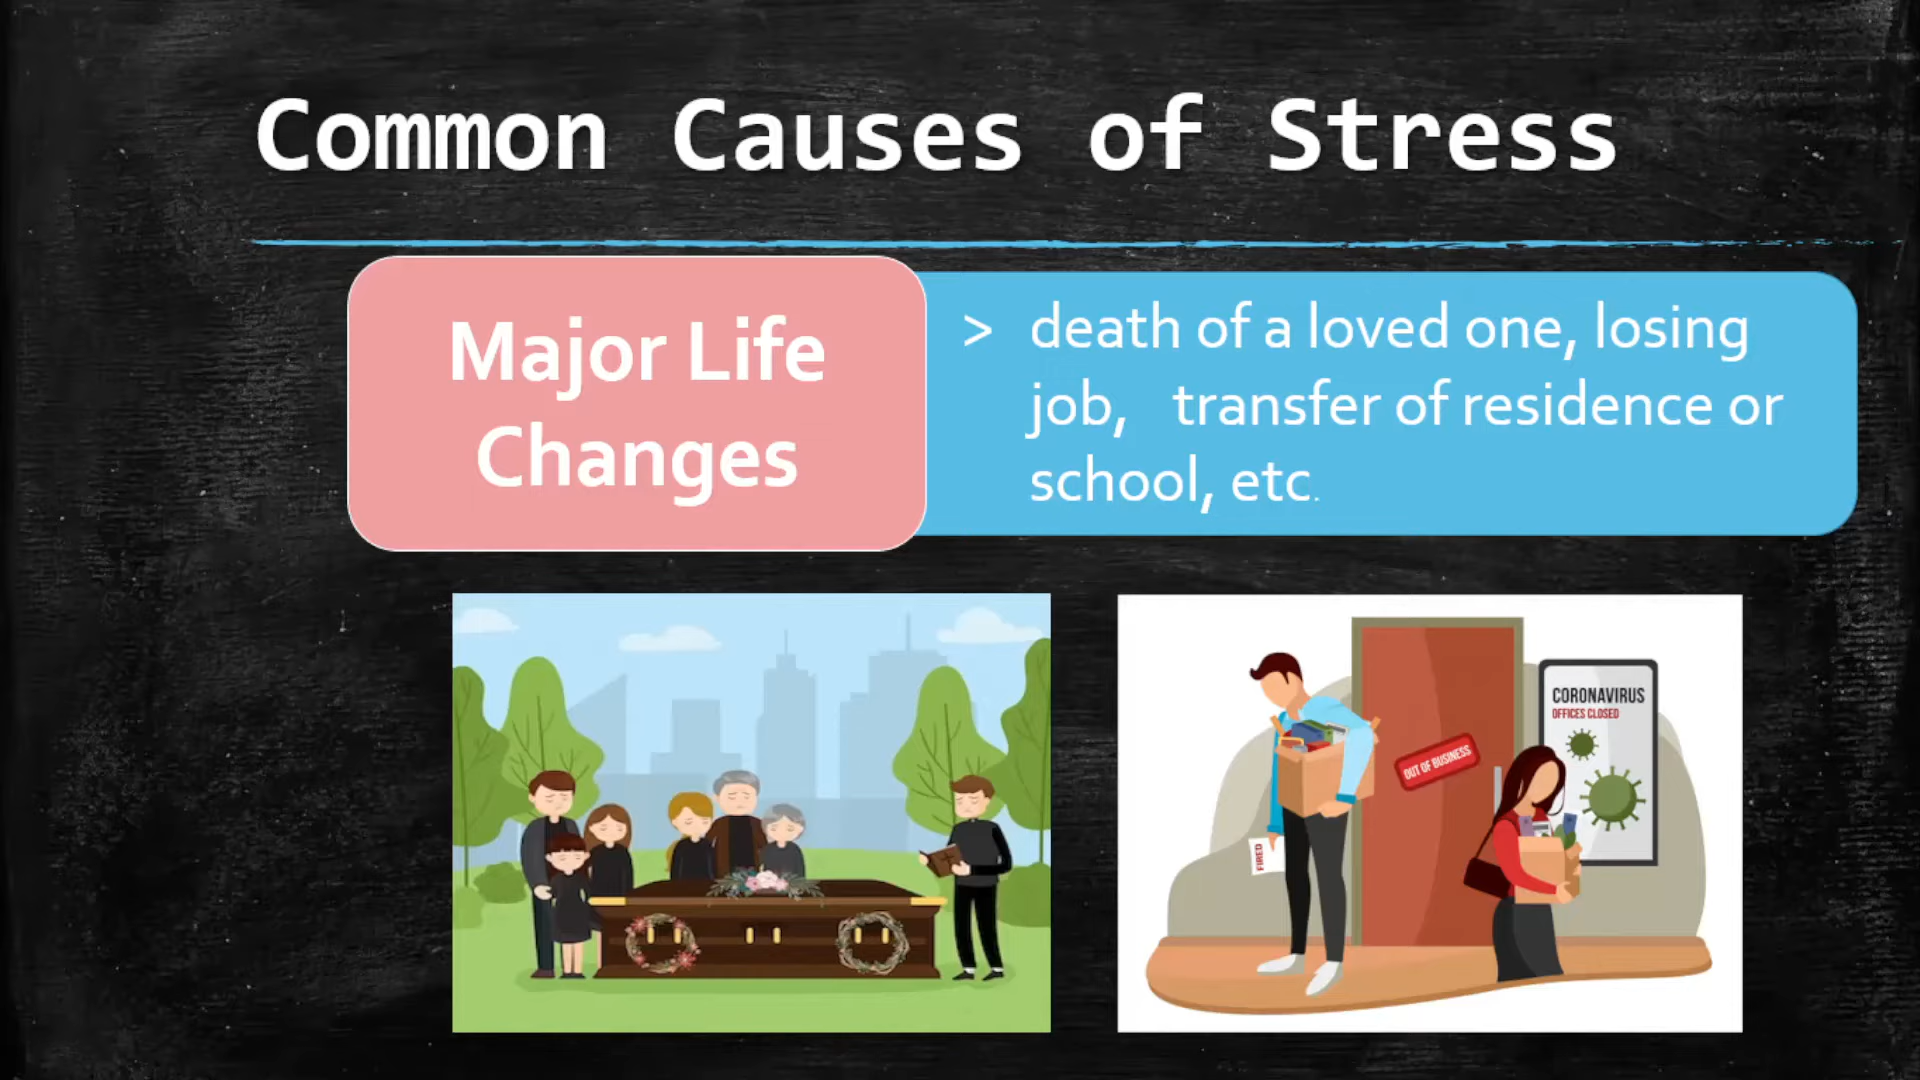 Common Causes of Stress
Major Life
Changes
> death of a loved one, losing
job, transfer of residence or
school, etc.
CORONAVIRUS
OFFICES CLOSED
OUT OF BUSINESS
FIRED